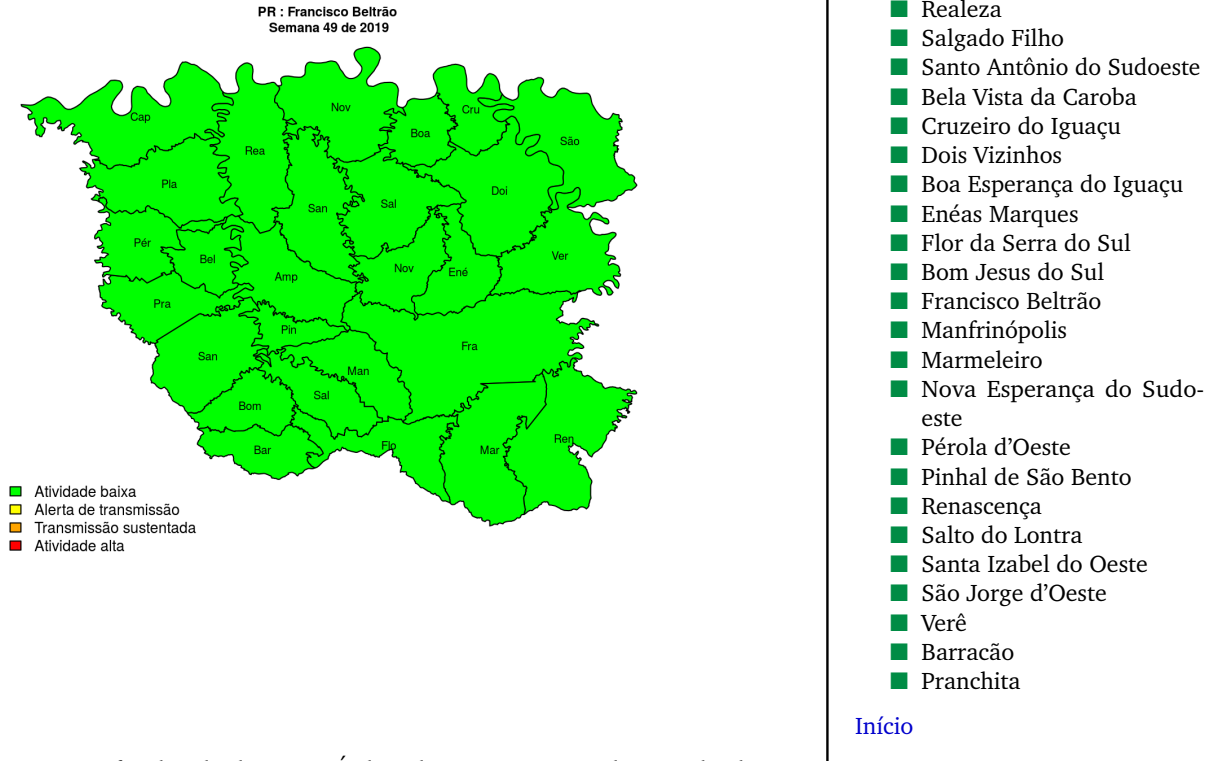 PR : Francisco Beltrão
Semana 49 de 2019
Nov
Cap
Cru
Boa
São
Rea
Pla
Doi
Sal
San
Pér
Ver
Bel
Nov
Ené
Amp
Pra
Pin
Fra
San
Man
Sal
Bom
Flo
Ren
Bar
Mar
Atividade baixa
Alerta de transmissão
Transmissão sustentada
Atividade alta
Realeza
Salgado Filho
Santo Antônio do Sudoeste
Bela Vista da Caroba
Cruzeiro do Iguaçu
Dois Vizinhos
Boa Esperança do Iguaçu
Enéas Marques
Flor da Serra do Sul
Bom Jesus do Sul
Francisco Beltrão
Manfrinópolis
Marmeleiro
Nova Esperança do Sudo-
este
Pérola d'Oeste
Pinhal de São Bento
Renascença
Salto do Lontra
Santa Izabel do Oeste
São Jorge d'Oeste
Verê
Barracão
Pranchita
Início